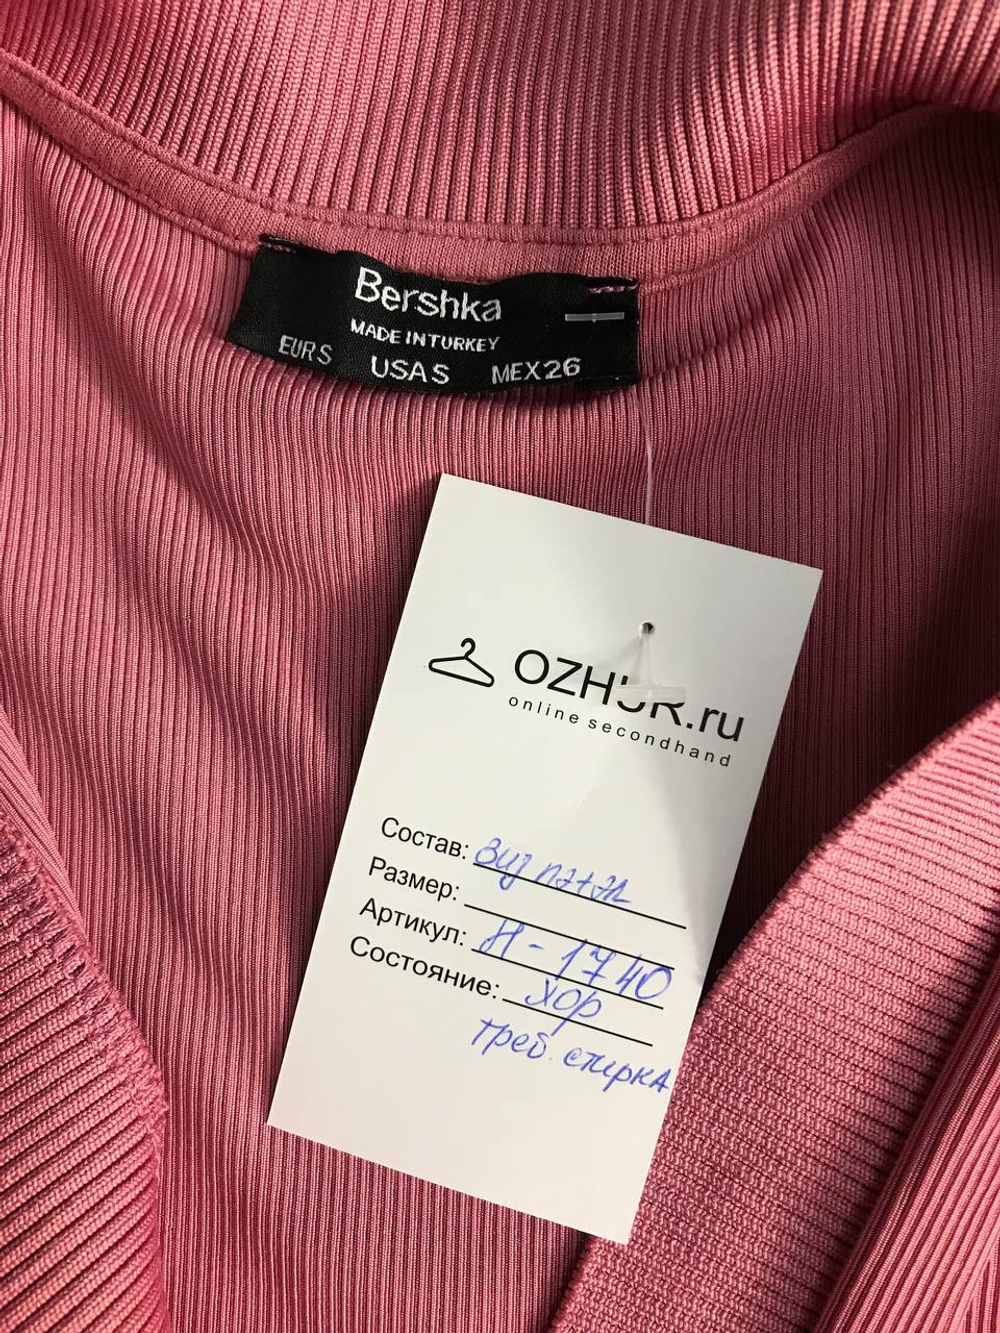 Bershka
MADE IN TURKEY
EUR S USA S MEX 26
OZHUR.ru
online secondhand
Состав: виз пэ+эл
Размер:
Артикул: Н-1740
Состояние: хор
треб. стирка